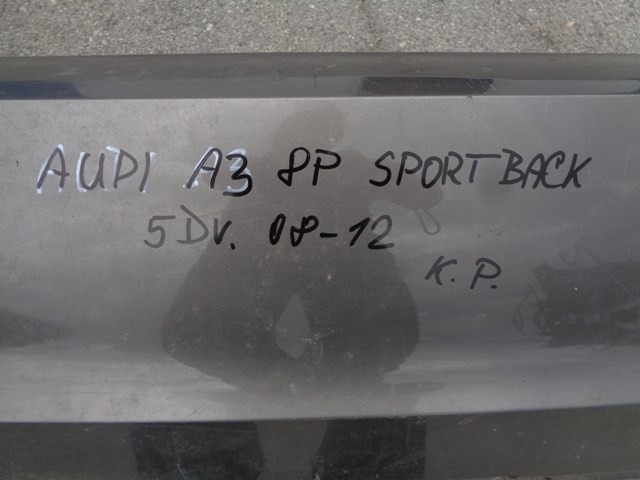 AUDI A3 8P SPORTBACK
5DV. 08-12
K.P.